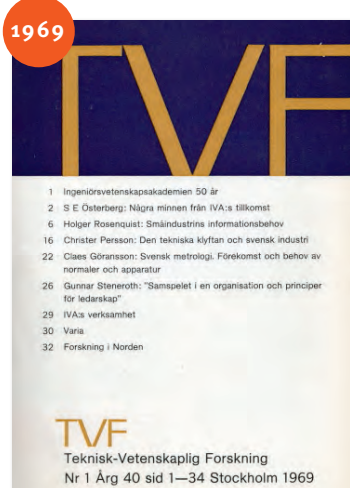 1969
TVF
1 Ingeniörsvetenskapsakademien 50 år
2 S E Österberg: Några minnen från IVA:s tillkomst
6 Holger Rosenquist: Småindustrins informationsbehov
16 Christer Persson: Den tekniska klyftan och svensk industri
22 Claes Göransson: Svensk metrologi. Förekomst och behov av
normaler och apparatur
26 Gunnar Steneroth: "Samspelet i en organisation och principer
för ledarskap"
29 IVA:s verksamhet
30 Varia
32 Forskning i Norden
TVF
Teknisk-Vetenskaplig Forskning
Nr 1 Årg 40 sid 1—34 Stockholm 1969